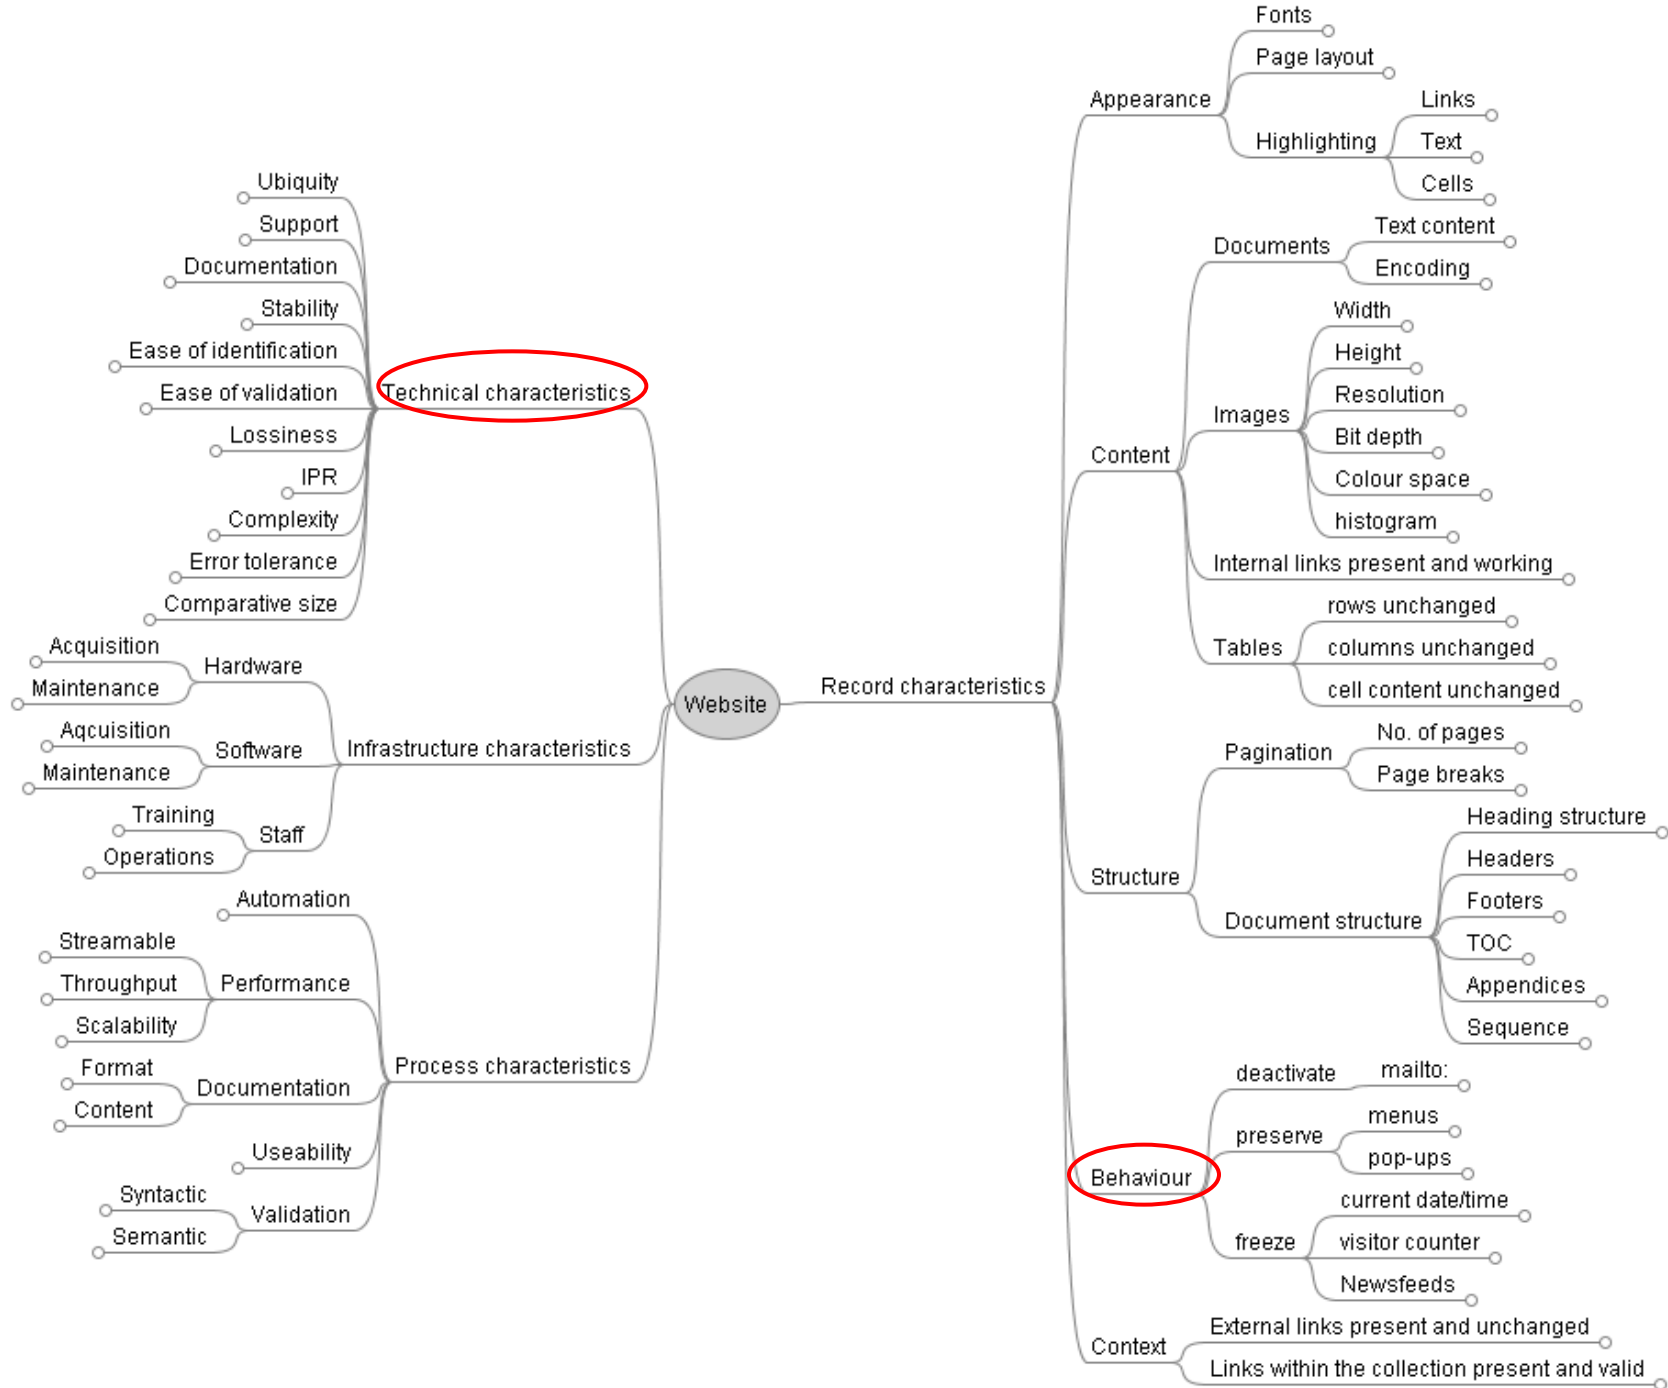 Website
Technical characteristics
Ubiquity
Support
Documentation
Stability
Ease of identification
Ease of validation
Lossiness
IPR
Complexity
Error tolerance
Comparative size
Infrastructure characteristics
Hardware
Acquisition
Maintenance
Software
Aqcuisition
Maintenance
Staff
Training
Operations
Process characteristics
Automation
Performance
Streamable
Throughput
Scalability
Documentation
Format
Content
Useability
Validation
Syntactic
Semantic
Record characteristics
Appearance
Fonts
Page layout
Highlighting
Links
Text
Cells
Content
Documents
Text content
Encoding
Images
Width
Height
Resolution
Bit depth
Colour space
histogram
Internal links present and working
Tables
rows unchanged
columns unchanged
cell content unchanged
Structure
Pagination
No. of pages
Page breaks
Document structure
Heading structure
Headers
Footers
TOC
Appendices
Sequence
Behaviour
deactivate
mailto:
preserve
menus
pop-ups
freeze
current date/time
visitor counter
Newsfeeds
Context
External links present and unchanged
Links within the collection present and valid